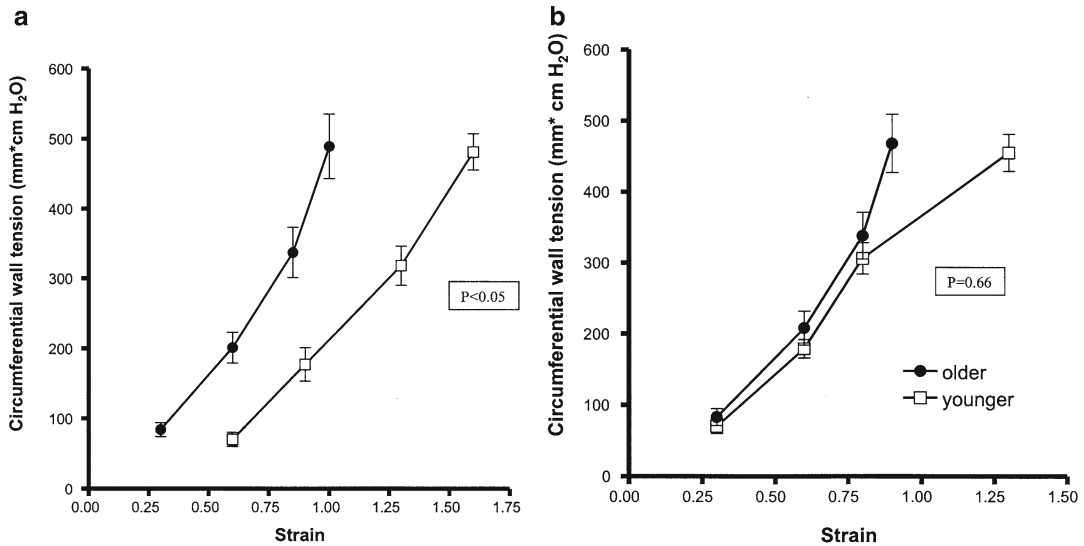 a
Circumferential wall tension (mm*cm H₂O)
600
500
400
300
200
100
0
P<0.05
0.00 0.25 0.50 0.75 1.00 1.25 1.50 1.75
Strain
b
Circumferential wall tension (mm* cm H₂O)
600
500
400
300
200
100
0
P=0.66
older
younger
0.00 0.25 0.50 0.75 1.00 1.25 1.50
Strain